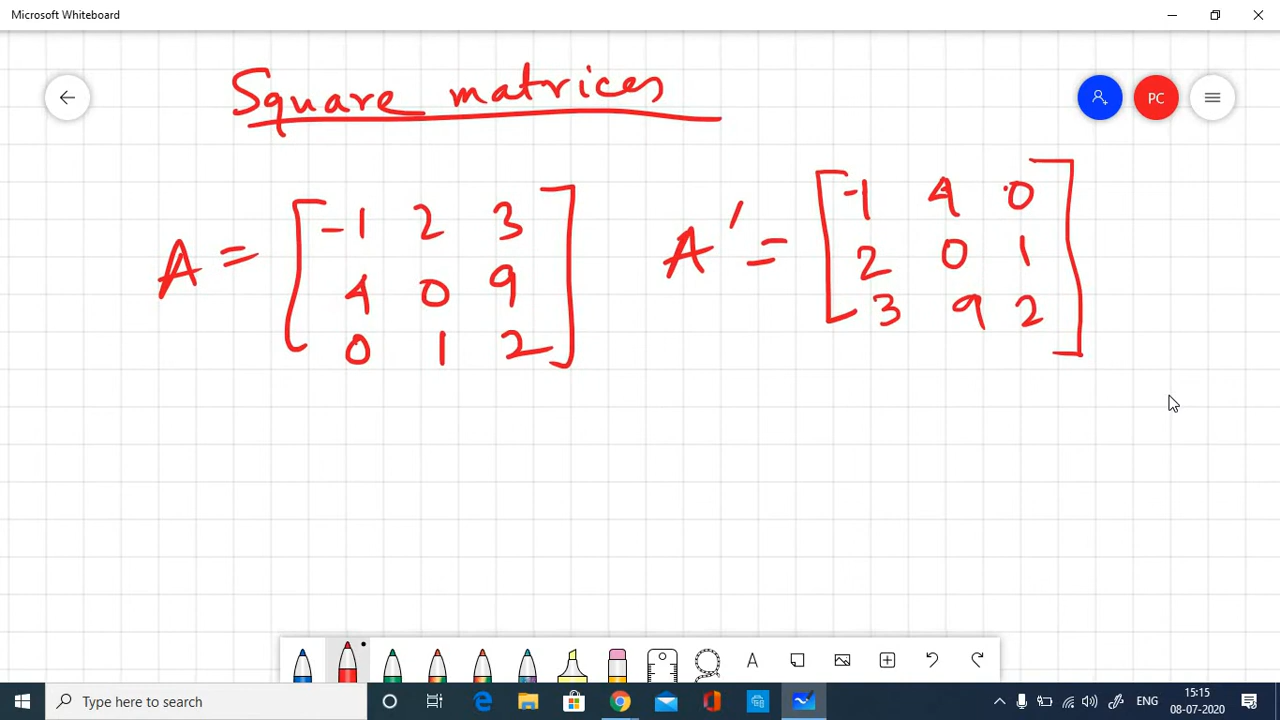 Microsoft Whiteboard
Square matrices
PC
A = [ -1 2 3
4 0 9
0 1 2 ]
A' = [ -1 4 0
2 0 1
3 9 2 ]
A
Type here to search
ENG
15:15
08-07-2020